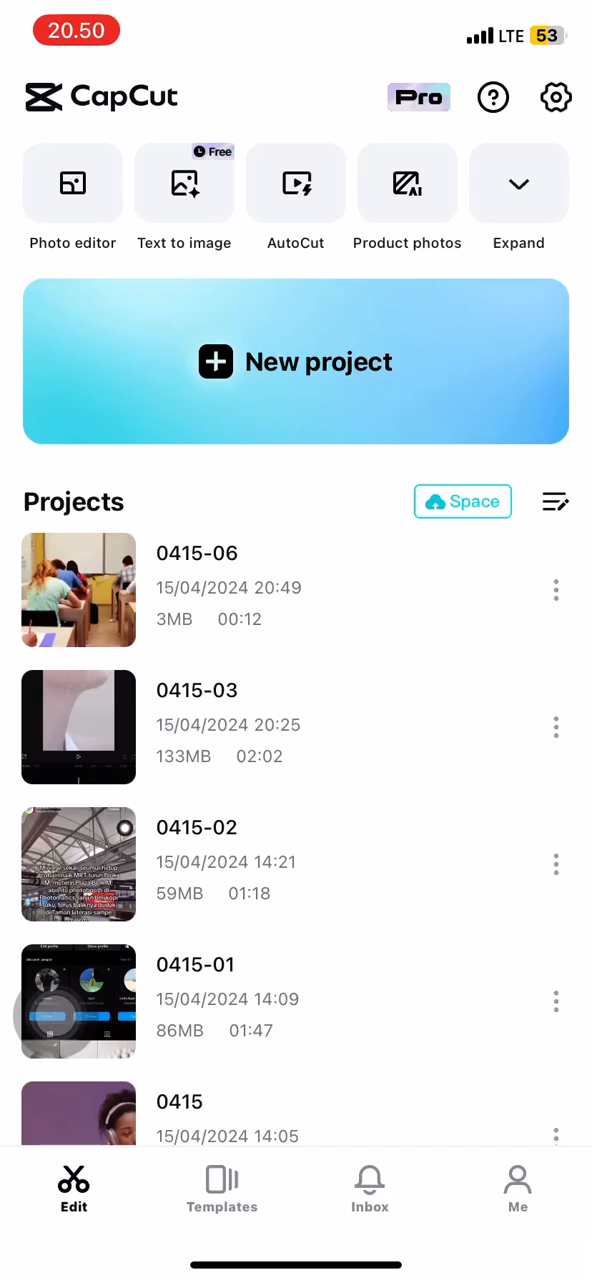 20.50
LTE 53
CapCut
Pro
Free
Photo editor
Text to image
AutoCut
Product photos
Expand
New project
Projects
Space
0415-06
15/04/2024 20:49
3MB 00:12
0415-03
15/04/2024 20:25
133MB 02:02
0415-02
15/04/2024 14:21
59MB 01:18
0415-01
15/04/2024 14:09
86MB 01:47
0415
15/04/2024 14:05
Edit
Templates
Inbox
Me